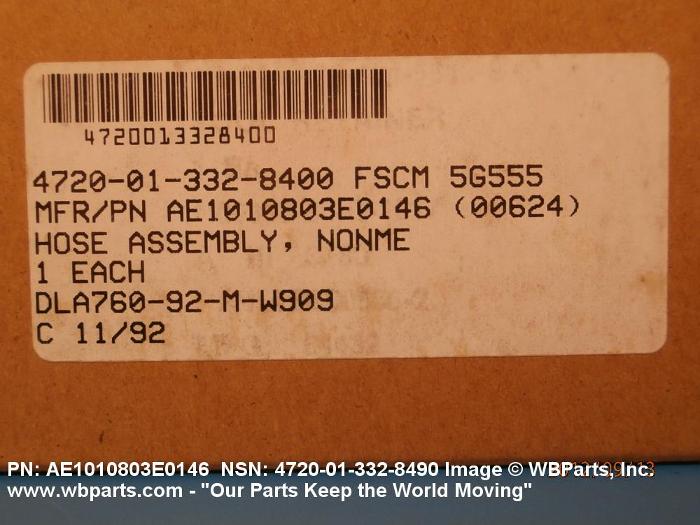 4720013328400
4720-01-332-8400 FSCM 5G555
MFR/PN AE1010803E0146 (00624)
HOSE ASSEMBLY, NONME
1 EACH
DLA760-92-M-W909
C 11/92
PN: AE1010803E0146 NSN: 4720-01-332-8490 Image © WBParts, Inc.
www.wbparts.com - "Our Parts Keep the World Moving"